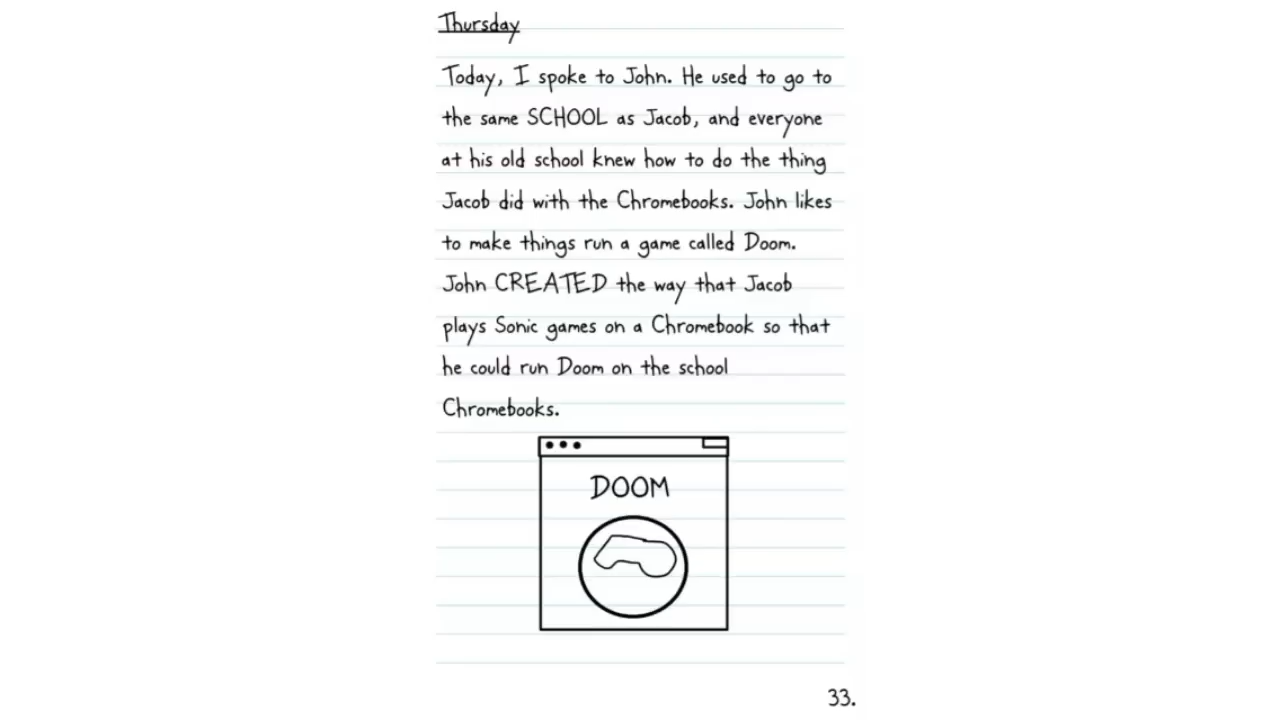 Thursday
Today, I spoke to John. He used to go to
the same SCHOOL as Jacob, and everyone
at his old school knew how to do the thing
Jacob did with the Chromebooks. John likes
to make things run a game called Doom.
John CREATED the way that Jacob
plays Sonic games on a Chromebook so that
he could run Doom on the school
Chromebooks.
DOOM
33.